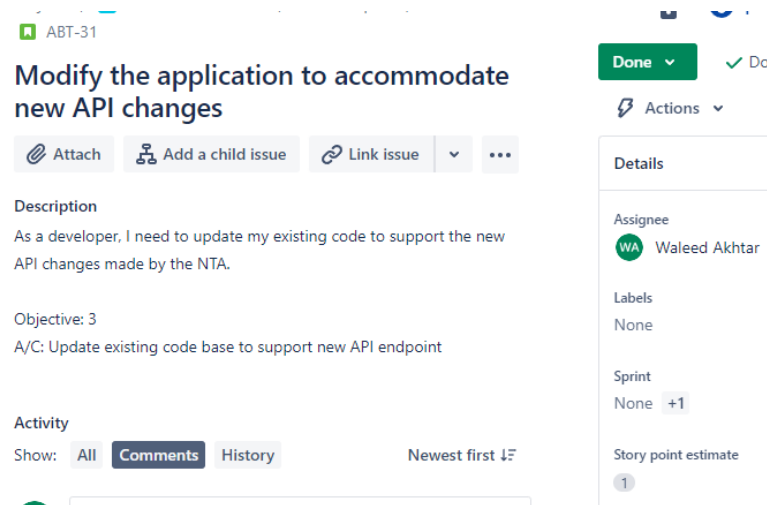 ABT-31
Modify the application to accommodate
new API changes
Attach
Add a child issue
Link issue
Description
As a developer, I need to update my existing code to support the new
API changes made by the NTA.
Objective: 3
A/C: Update existing code base to support new API endpoint
Activity
Show: All Comments History
Newest first
Done
Actions
Details
Assignee
WA Waleed Akhtar
Labels
None
Sprint
None +1
Story point estimate
1